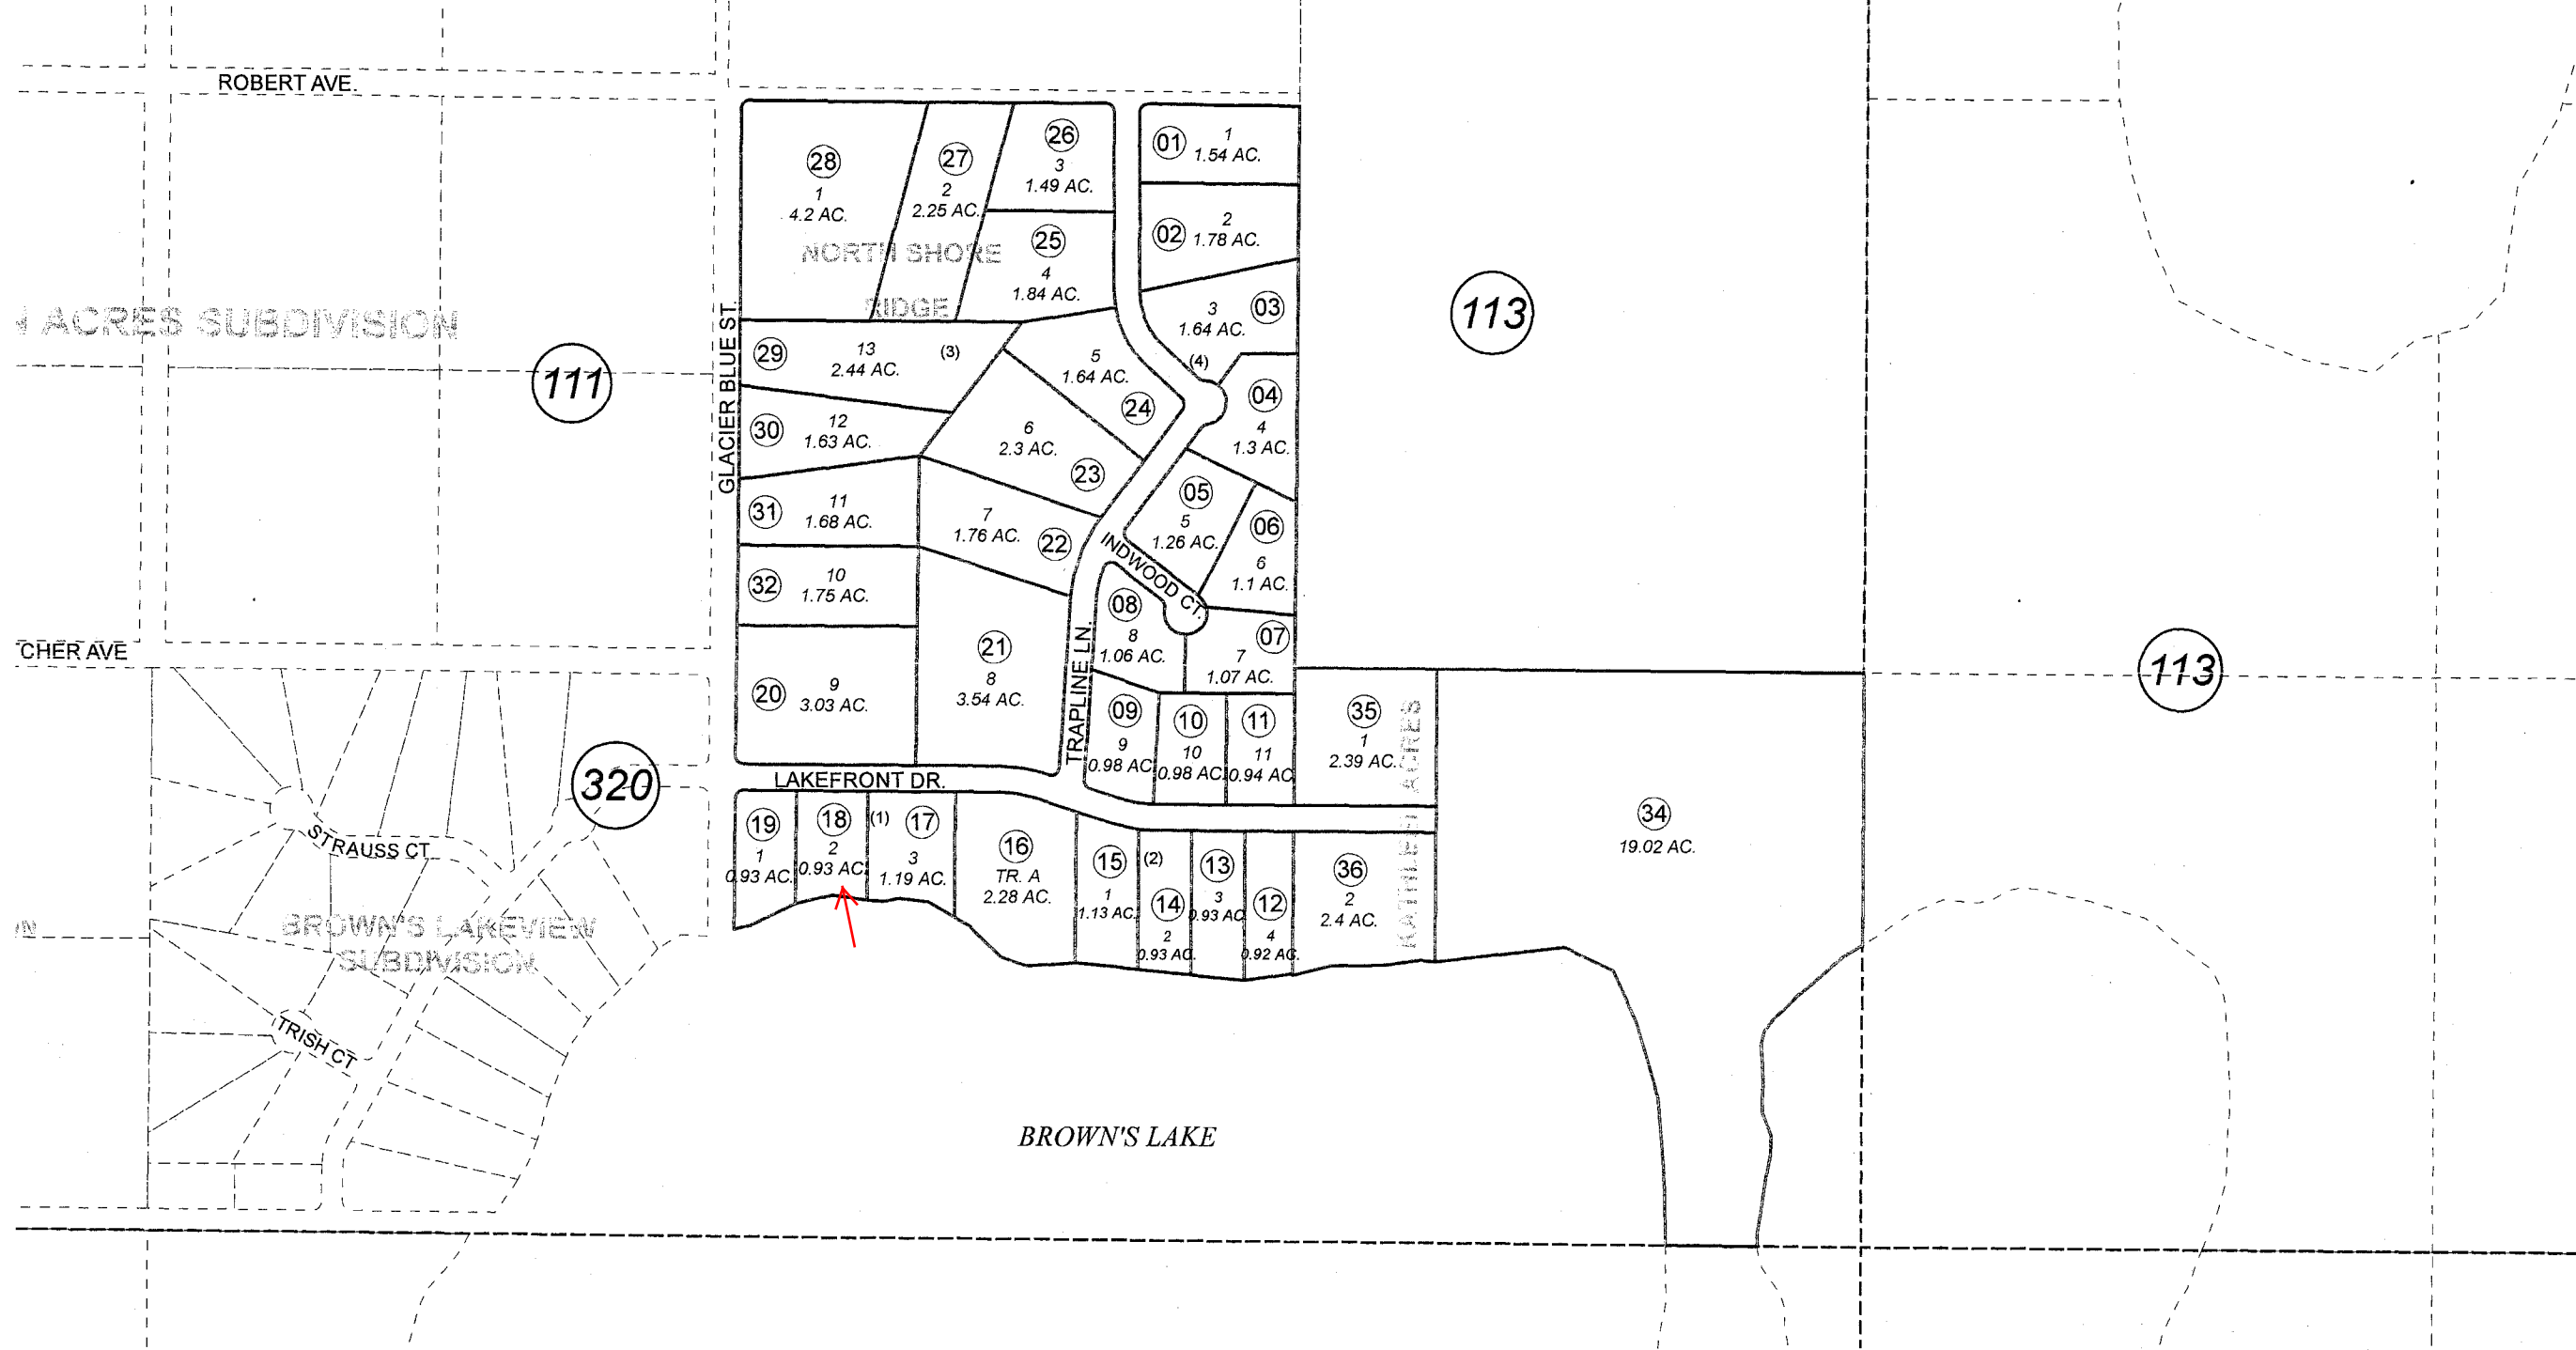 ROBERT AVE.
28
1
4.2 AC.
27
2
2.25 AC.
26
3
1.49 AC.
01
1
1.54 AC.
02
2
1.78 AC.
25
4
1.84 AC.
NORTH SHORE
RIDGE
03
3
1.64 AC.
113
ACRES SUBDIVISION
111
GLACIER BLUE ST.
29
13
2.44 AC.
(3)
5
1.64 AC.
24
(4)
04
4
1.3 AC.
30
12
1.63 AC.
6
2.3 AC.
23
31
11
1.68 AC.
7
1.76 AC.
22
05
5
1.26 AC.
06
6
1.1 AC.
INDWOOD CT.
32
10
1.75 AC.
08
8
1.06 AC.
07
7
1.07 AC.
CHER AVE
20
9
3.03 AC.
21
8
3.54 AC.
TRAPLINE LN.
09
9
0.98 AC
10
10
0.98 AC
11
11
0.94 AC
35
1
2.39 AC.
KATHLEH ACRES
113
320
LAKEFRONT DR.
34
19.02 AC.
19
1
0.93 AC.
18
2
0.93 AC
(1)
17
3
1.19 AC.
16
TR. A
2.28 AC.
15
1
1.13 AC.
(2)
14
2
0.93 AC.
13
3
0.93 AC
12
4
0.92 AC.
36
2
2.4 AC.
STRAUSS CT
BROWN'S LAKEVIEW
SUBDIVISION
TRISH CT
BROWN'S LAKE